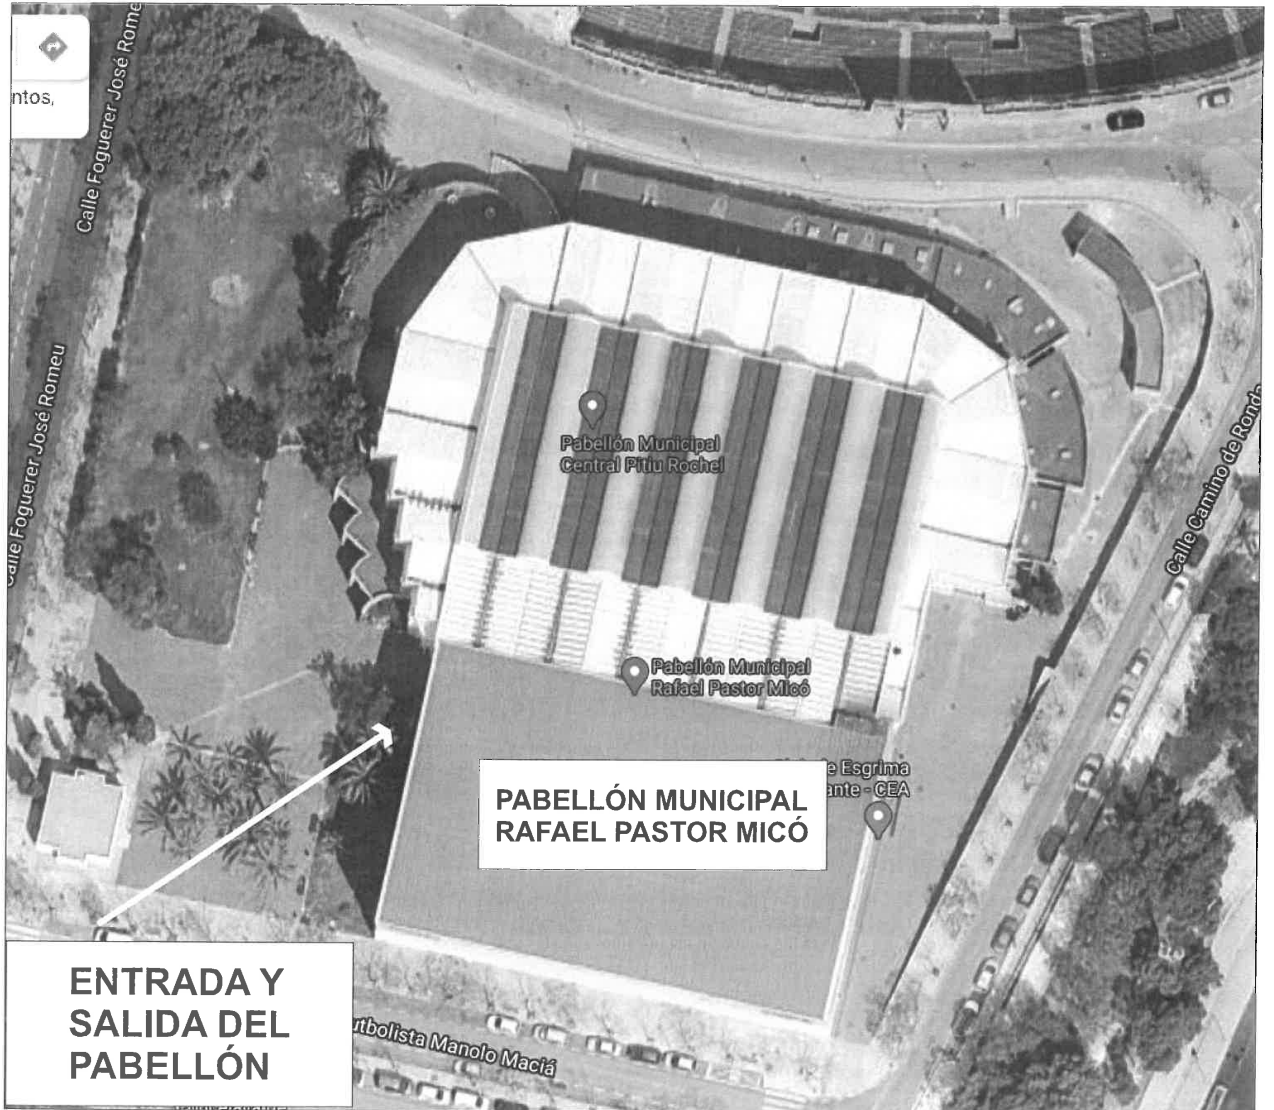 ntos,
Calle Foguerer José Rome
Calle Foguerer José Romeu
Calle Camino de Ronda
Pabellón Municipal
Central Pitiu Rochel
Pabellón Municipal
Rafael Pastor Micó
e Esgrima
ante - CEA
PABELLÓN MUNICIPAL
RAFAEL PASTOR MICÓ
ENTRADA Y
SALIDA DEL
PABELLÓN
utbolista Manolo Maciá